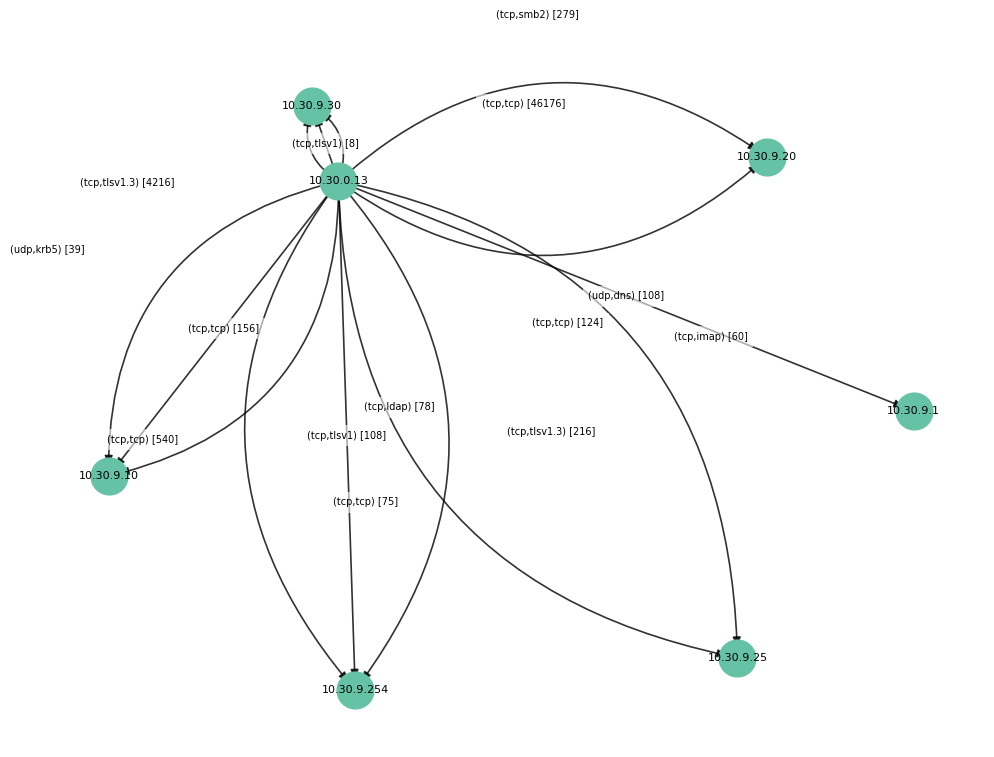 (tcp,smb2) [279]
(tcp,tcp) [46176]
10.30.9.30
(tcp,tlsv1) [8]
10.30.9.20
10.30.0.13
(tcp,tlsv1.3) [4216]
(udp,krb5) [39]
(udp,dns) [108]
(tcp,tcp) [124]
(tcp,tcp) [156]
(tcp,imap) [60]
(tcp,ldap) [78]
10.30.9.1
(tcp,tlsv1.3) [216]
(tcp,tlsv1) [108]
(tcp,tcp) [540]
10.30.9.10
(tcp,tcp) [75]
10.30.9.25
10.30.9.254